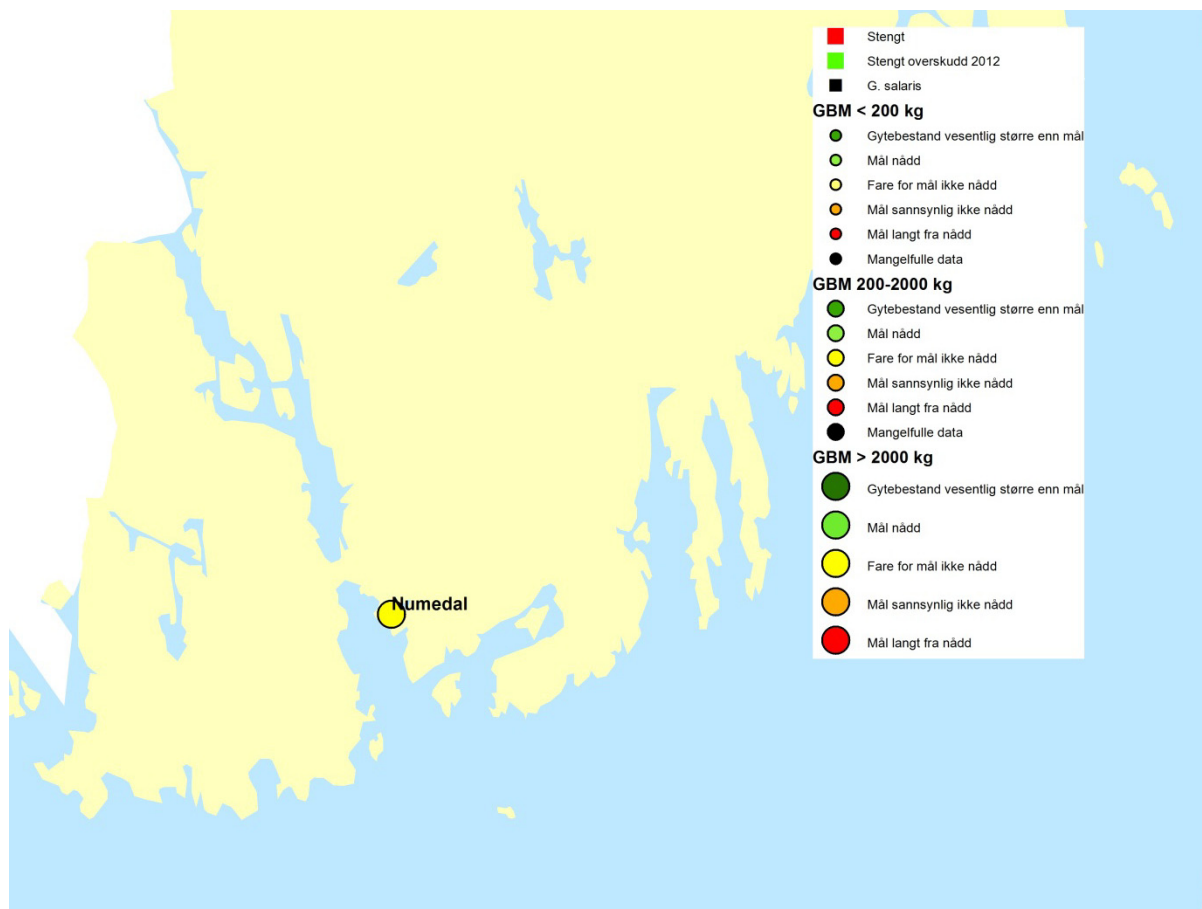 Stengt
Stengt overskudd 2012
G. salaris
GBM < 200 kg
Gytebestand vesentlig større enn mål
Mål nådd
Fare for mål ikke nådd
Mål sannsynlig ikke nådd
Mål langt fra nådd
Mangelfulle data
GBM 200-2000 kg
Gytebestand vesentlig større enn mål
Mål nådd
Fare for mål ikke nådd
Mål sannsynlig ikke nådd
Mål langt fra nådd
Mangelfulle data
GBM > 2000 kg
Gytebestand vesentlig større enn mål
Mål nådd
Fare for mål ikke nådd
Mål sannsynlig ikke nådd
Mål langt fra nådd
Numedal